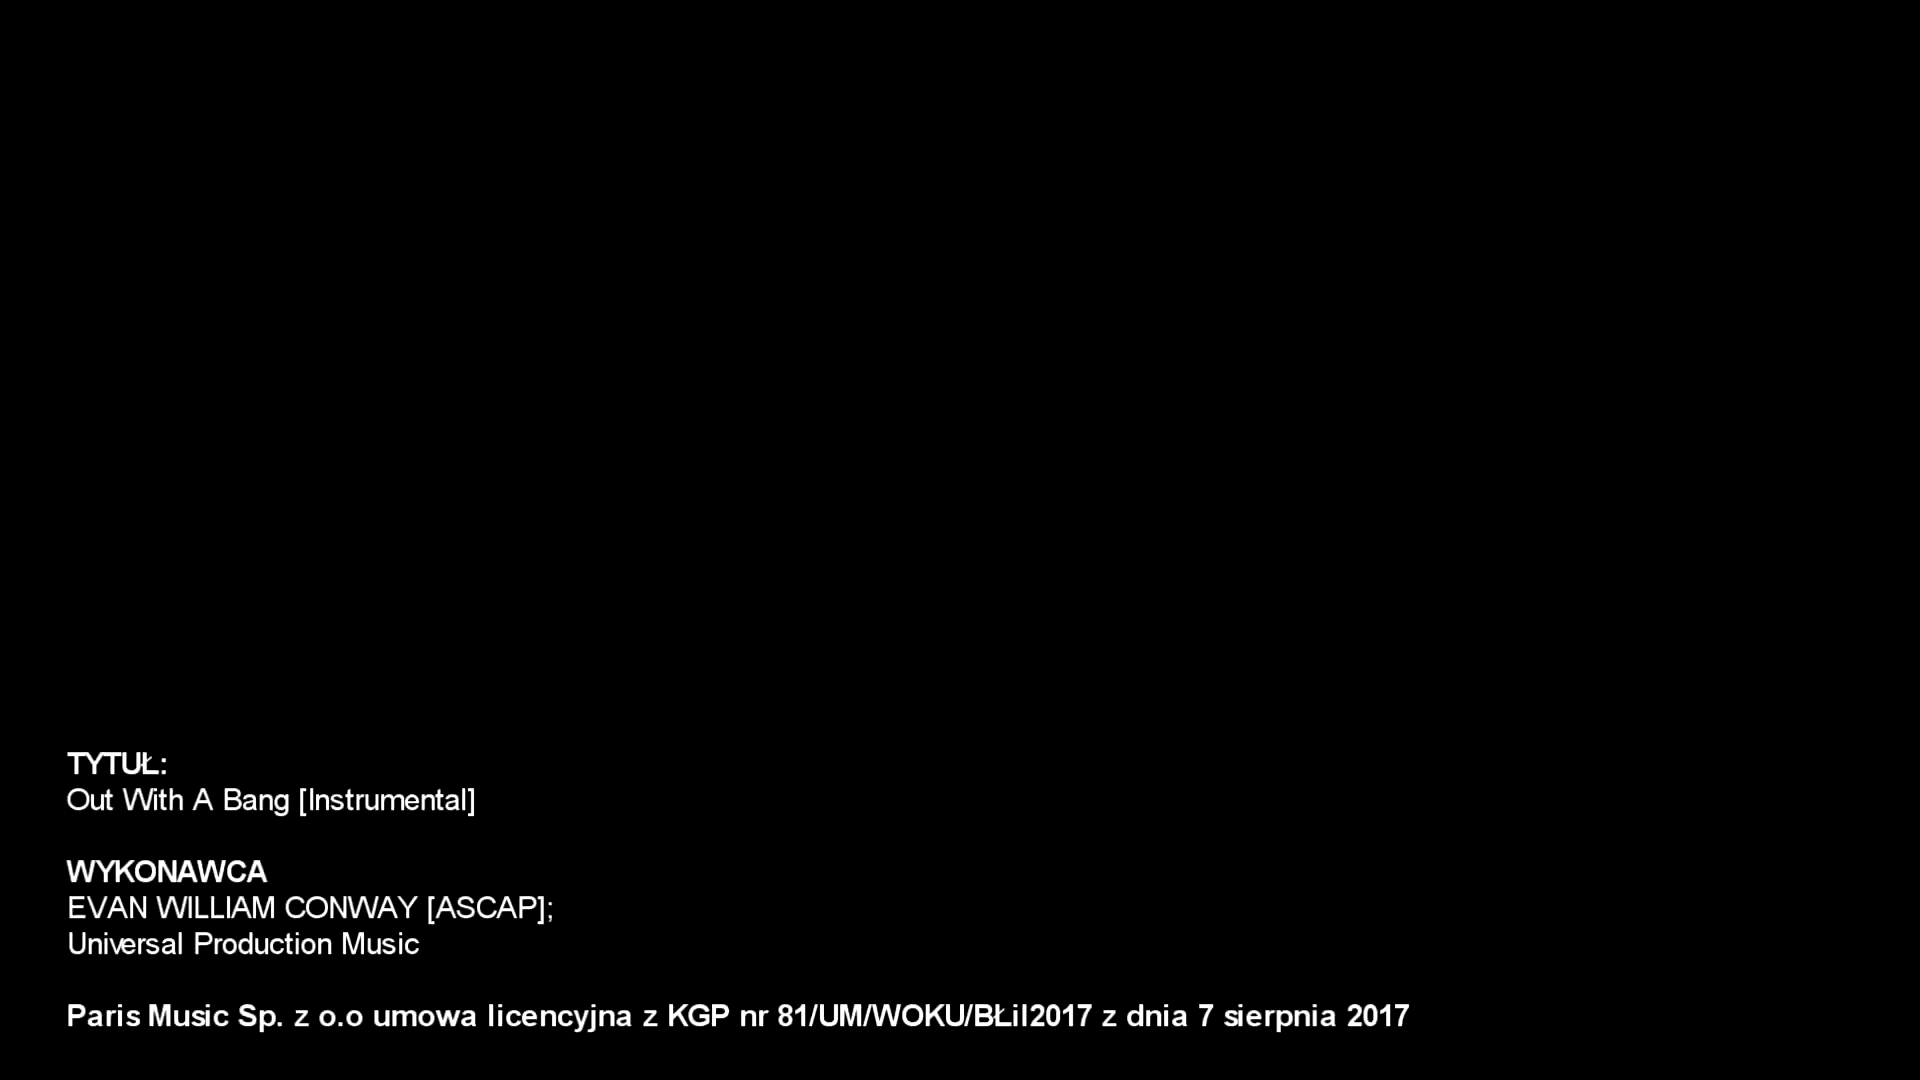 TYTUŁ:
Out With A Bang [Instrumental]
WYKONAWCA
EVAN WILLIAM CONWAY [ASCAP];
Universal Production Music
Paris Music Sp. z o.o umowa licencyjna z KGP nr 81/UM/WOKU/BŁiI2017 z dnia 7 sierpnia 2017